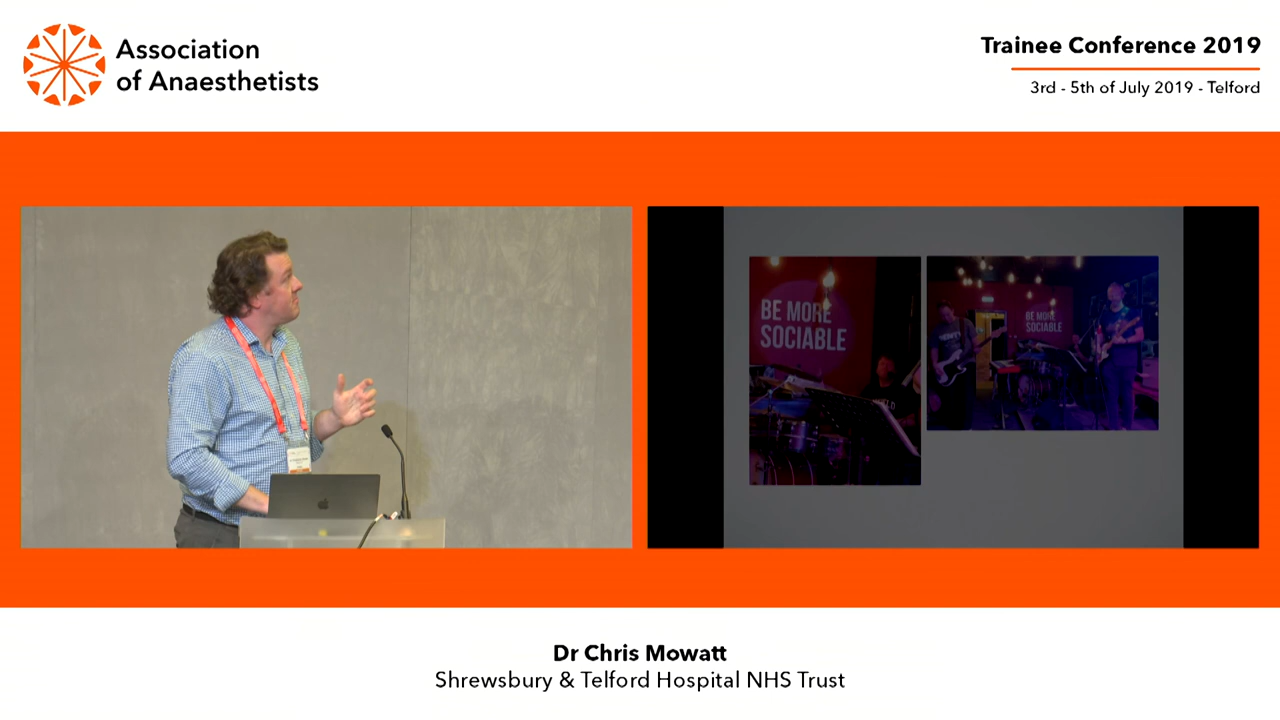 Association
of Anaesthetists
Trainee Conference 2019
3rd - 5th of July 2019 - Telford
BE MORE
SOCIABLE
BE MORE
SOCIABLE
Dr Chris Mowatt
Shrewsbury & Telford Hospital NHS Trust